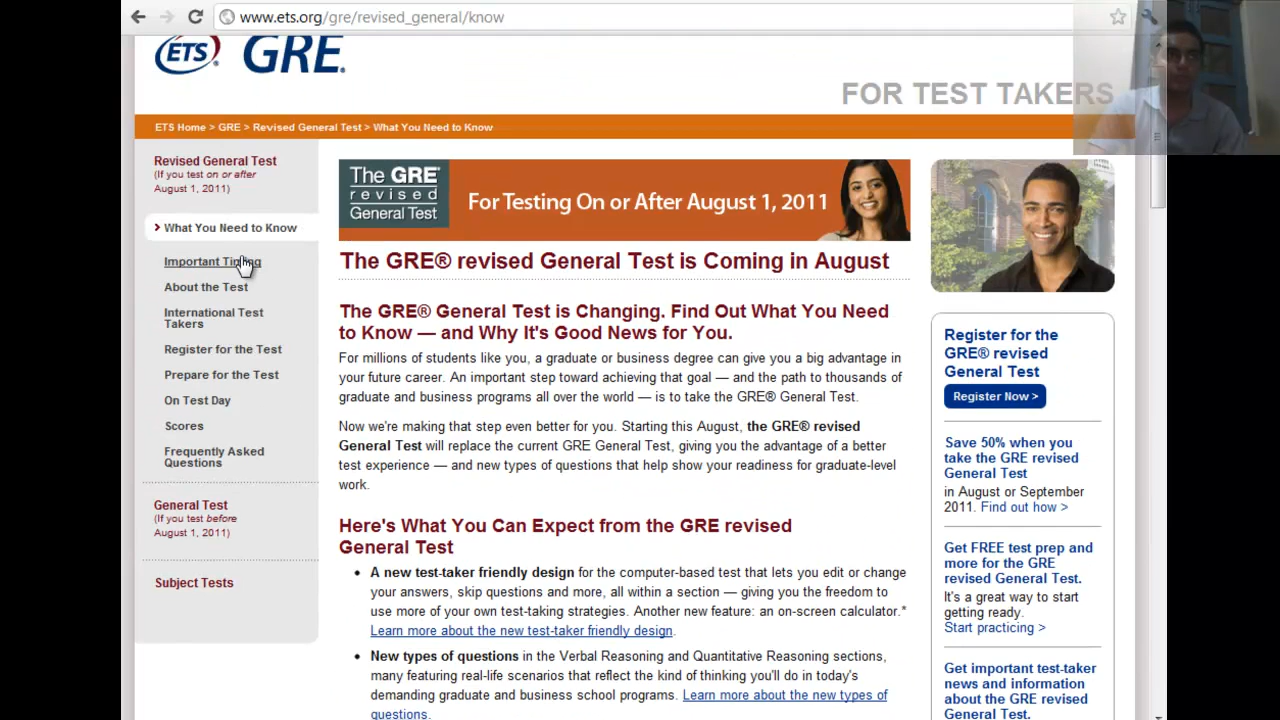 www.ets.org/gre/revised_general/know
ETS GRE
FOR TEST TAKERS
ETS Home > GRE > Revised General Test > What You Need to Know
Revised General Test
(If you test on or after
August 1, 2011)
What You Need to Know
Important Timing
About the Test
International Test
Takers
Register for the Test
Prepare for the Test
On Test Day
Scores
Frequently Asked
Questions
General Test
(If you test before
August 1, 2011)
Subject Tests
The GRE®
revised
General Test
For Testing On or After August 1, 2011
The GRE® revised General Test is Coming in August
The GRE® General Test is Changing. Find Out What You Need
to Know — and Why It's Good News for You.
For millions of students like you, a graduate or business degree can give you a big advantage in
your future career. An important step toward achieving that goal — and the path to thousands of
graduate and business programs all over the world — is to take the GRE® General Test.
Now we're making that step even better for you. Starting this August, the GRE® revised
General Test will replace the current GRE General Test, giving you the advantage of a better
test experience — and new types of questions that help show your readiness for graduate-level
work.
Here's What You Can Expect from the GRE revised
General Test
• A new test-taker friendly design for the computer-based test that lets you edit or change
your answers, skip questions and more, all within a section — giving you the freedom to
use more of your own test-taking strategies. Another new feature: an on-screen calculator.*
Learn more about the new test-taker friendly design.
• New types of questions in the Verbal Reasoning and Quantitative Reasoning sections,
many featuring real-life scenarios that reflect the kind of thinking you'll do in today's
demanding graduate and business school programs. Learn more about the new types of
questions.
Register for the
GRE® revised
General Test
Register Now >
Save 50% when you
take the GRE revised
General Test
in August or September
2011. Find out how >
Get FREE test prep and
more for the GRE
revised General Test.
It's a great way to start
getting ready.
Start practicing >
Get important test-taker
news and information
about the GRE revised
General Test.